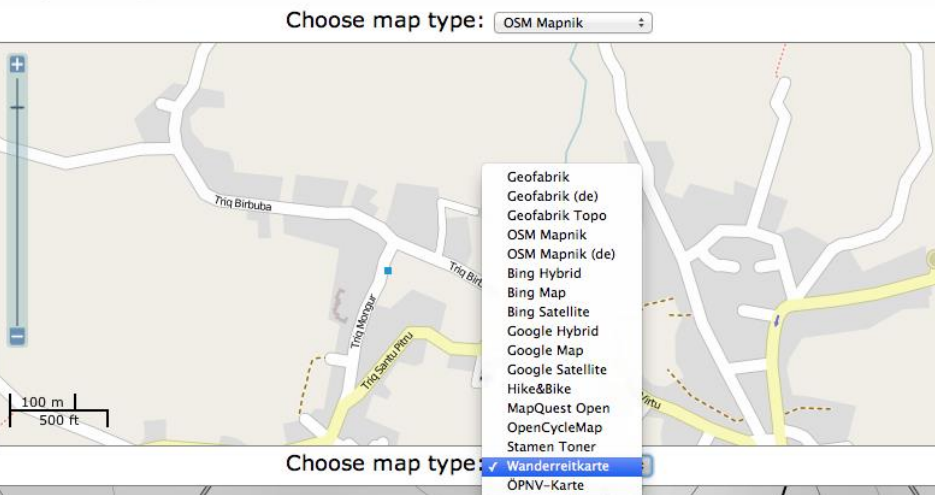 Choose map type: OSM Mapnik
Triq Birbuba
Triq Birb
Triq Mongur
Triq Santu Pitru
Virtu
100 m
500 ft
Choose map type:
Geofabrik
Geofabrik (de)
Geofabrik Topo
OSM Mapnik
OSM Mapnik (de)
Bing Hybrid
Bing Map
Bing Satellite
Google Hybrid
Google Map
Google Satellite
Hike&Bike
MapQuest Open
OpenCycleMap
Stamen Toner
✓ Wanderreitkarte
ÖPNV-Karte